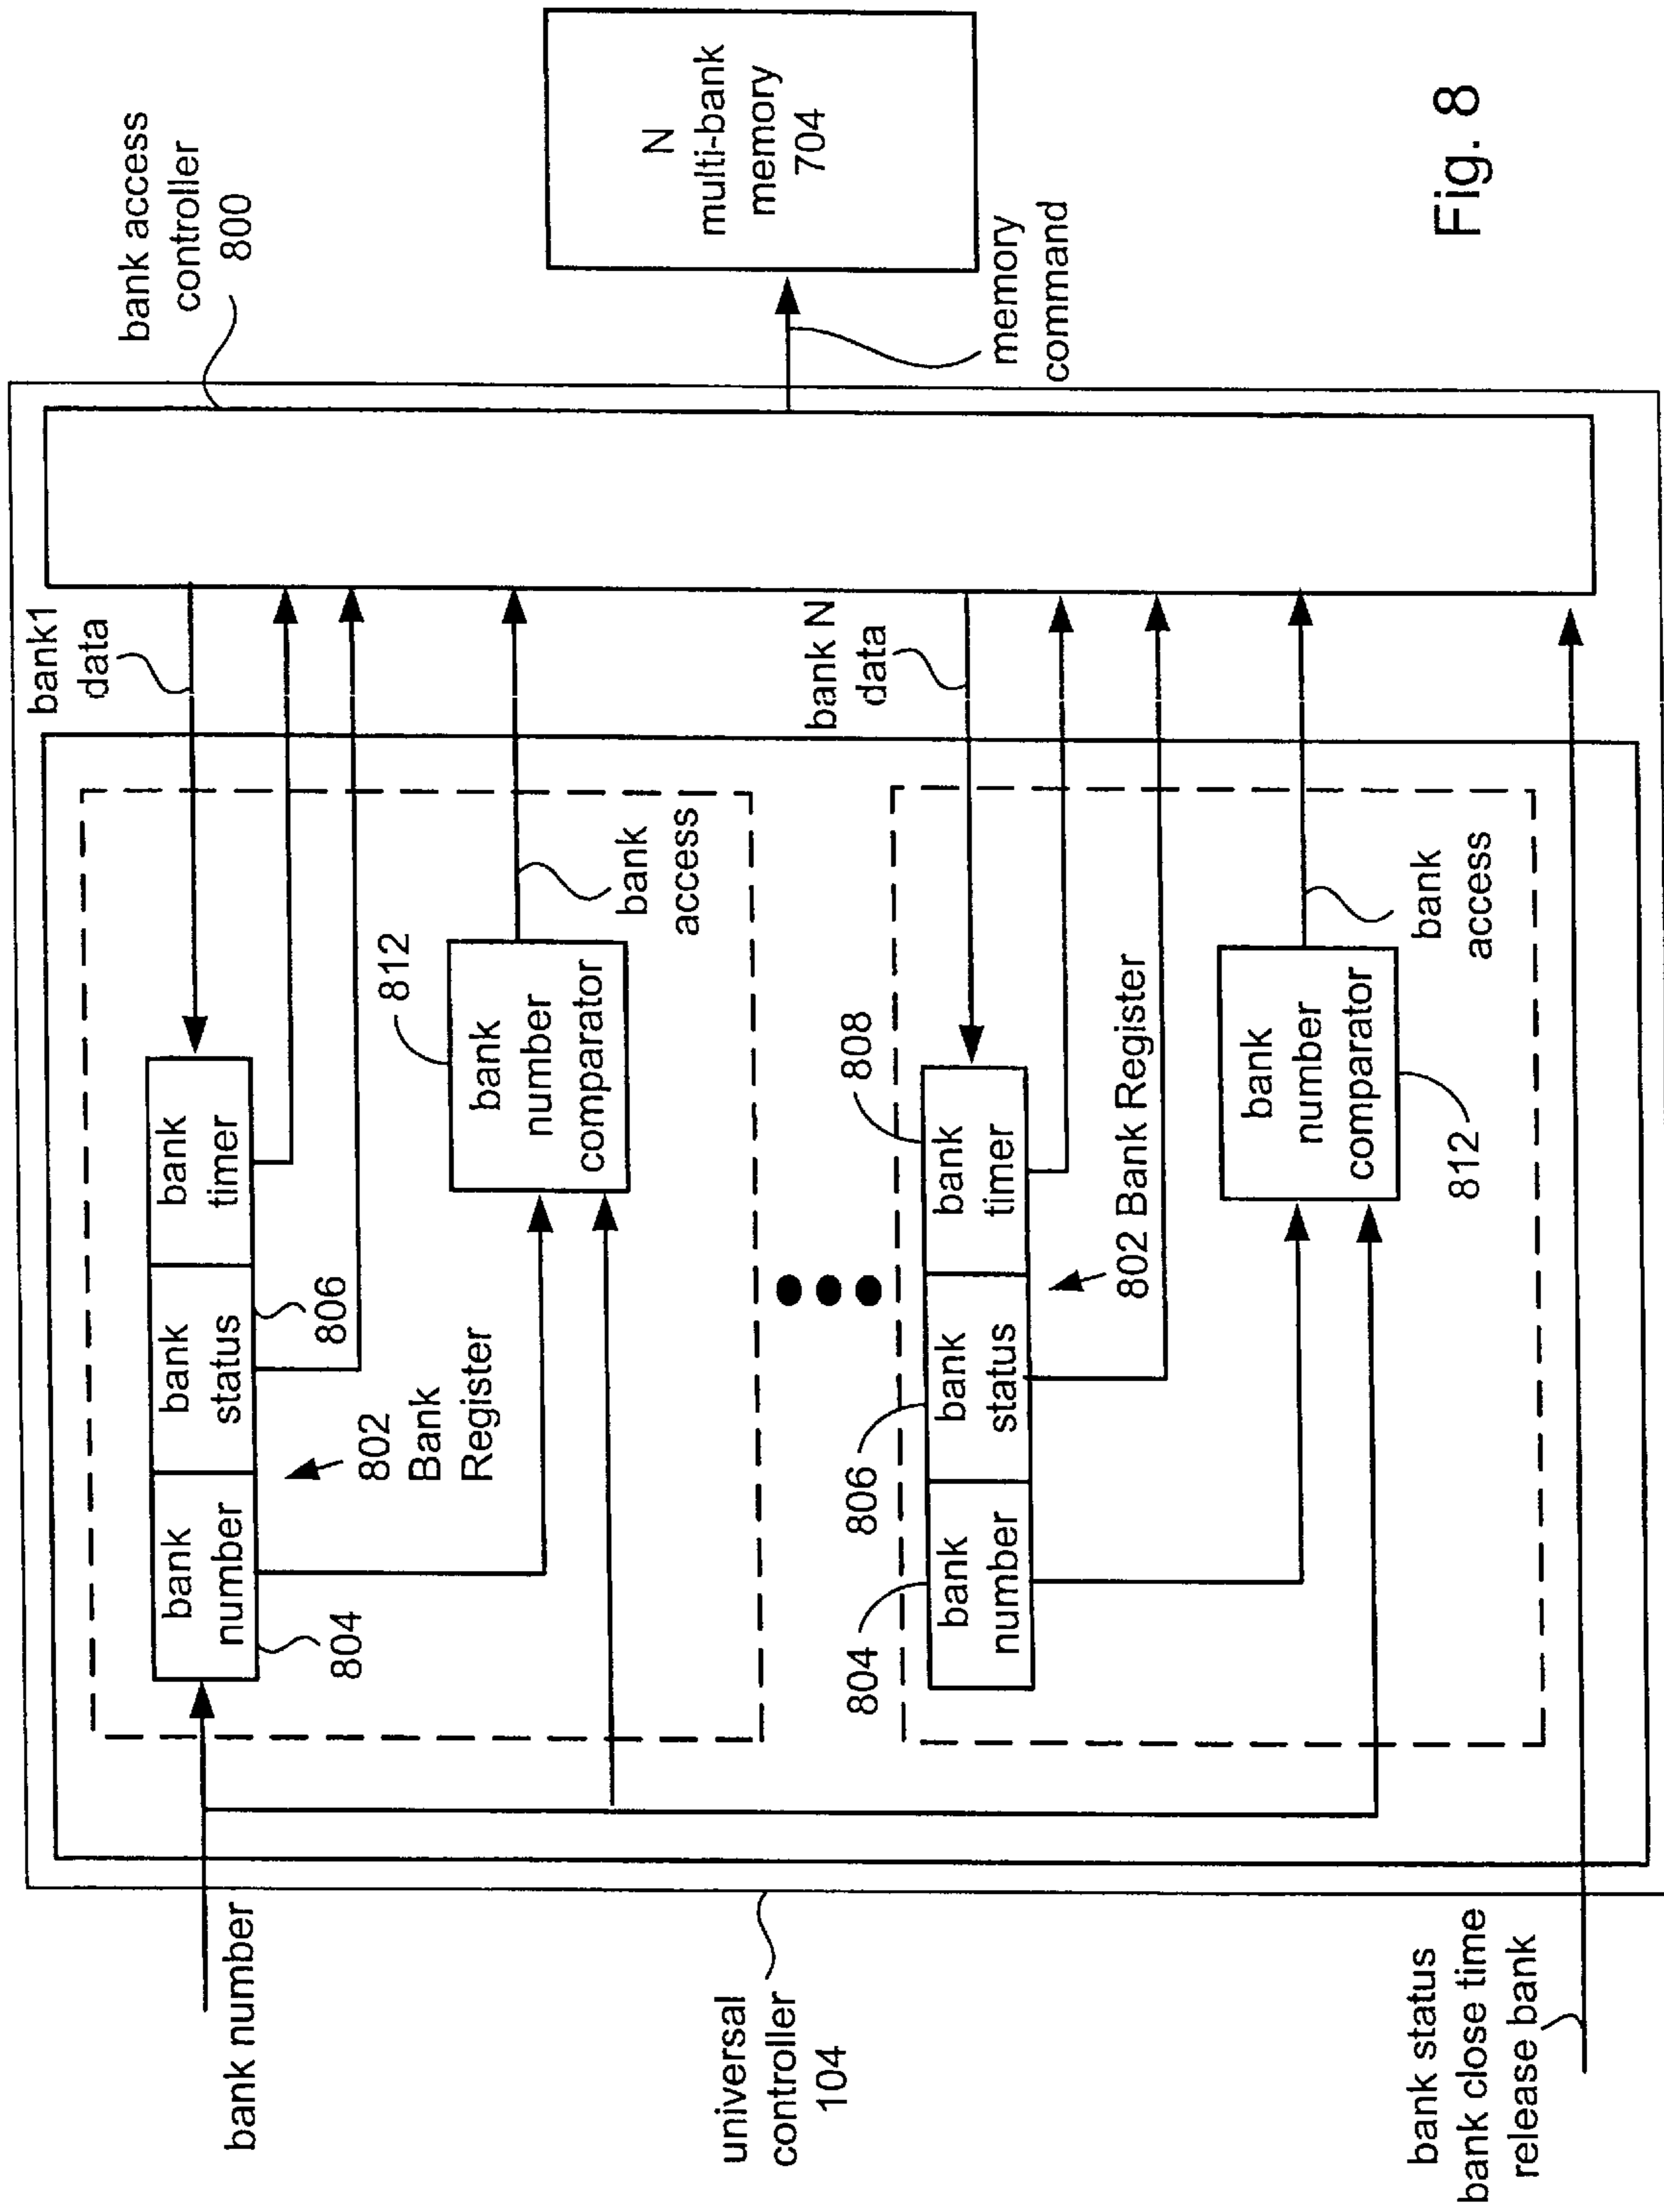 bank number
universal
controller
104
bank status
bank close time
release bank
bank
number
bank
status
bank
timer
804
806
802
Bank
Register
812
bank
number
comparator
bank
access
bank1
data
bank access
controller
800
N
multi-bank
memory
704
memory
command
bank
number
bank
status
bank
timer
804
806
808
802 Bank Register
bank
number
comparator
812
bank
access
bank N
data
Fig. 8